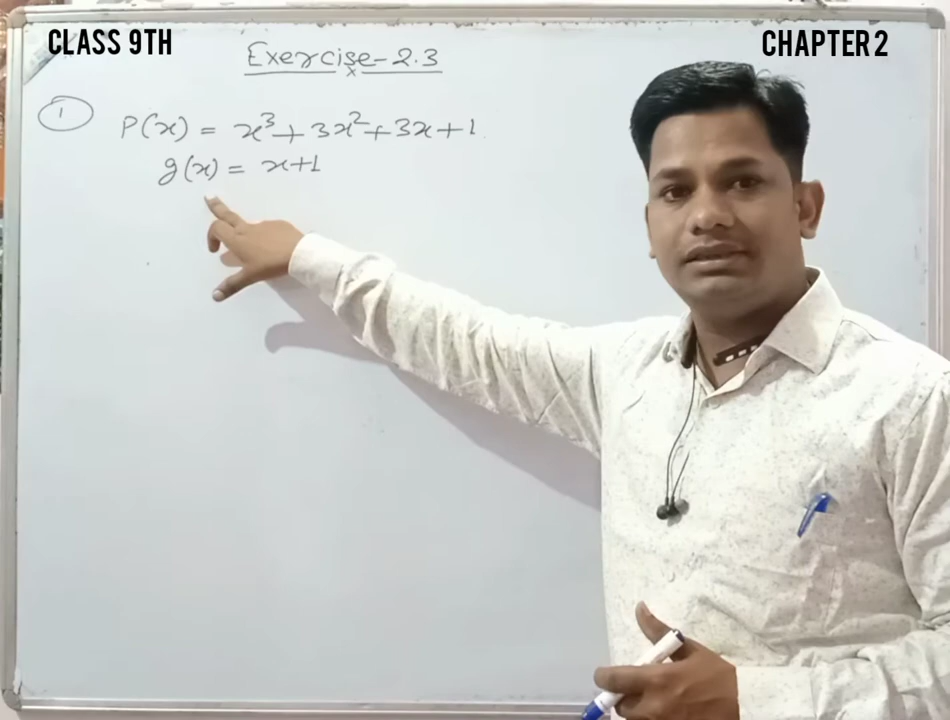 CLASS 9TH
CHAPTER 2
Exercise-2.3
1
P(x) = x³ + 3x² + 3x + 1
g(x) = x+1